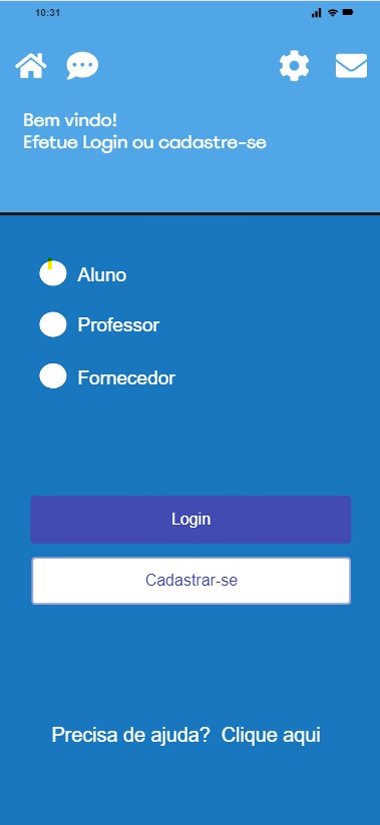 10:31
Bem vindo!
Efetue Login ou cadastre-se
Aluno
Professor
Fornecedor
Login
Cadastrar-se
Precisa de ajuda? Clique aqui